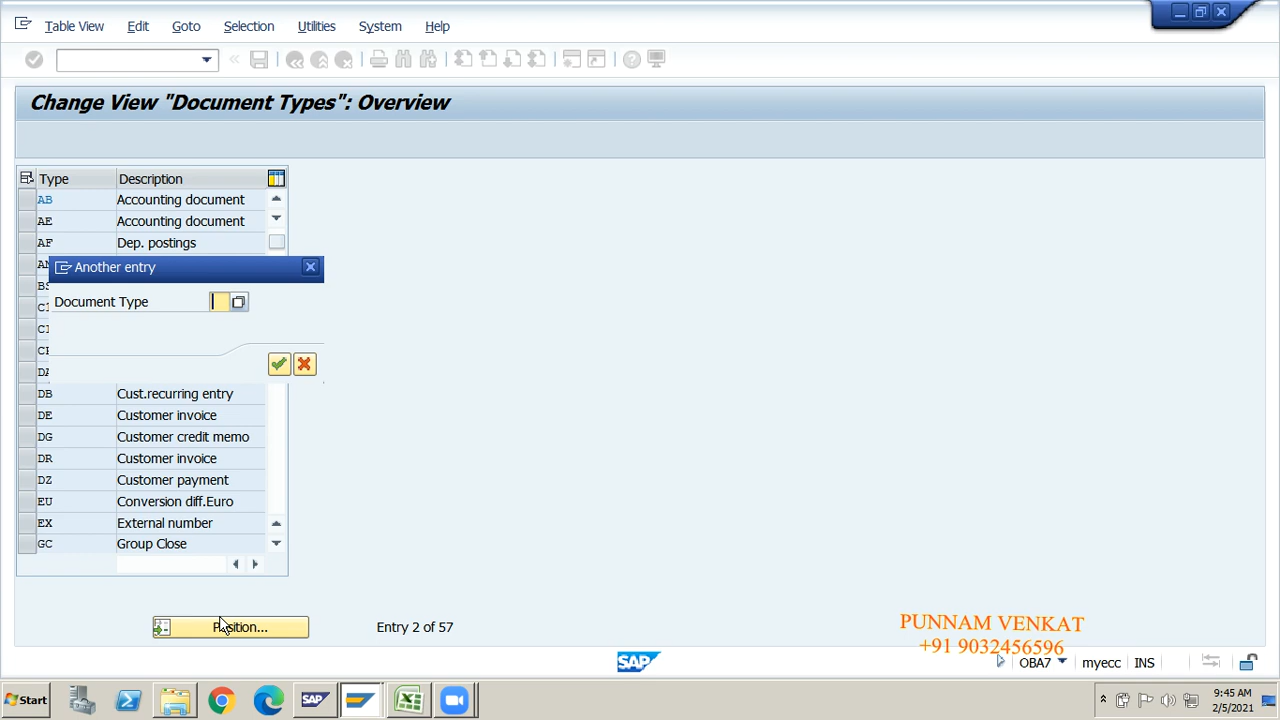 Table View Edit Goto Selection Utilities System Help
Change View "Document Types": Overview
Type Description
AB Accounting document
AE Accounting document
AF Dep. postings
Another entry
Document Type
DB Cust.recurring entry
DE Customer invoice
DG Customer credit memo
DR Customer invoice
DZ Customer payment
EU Conversion diff.Euro
EX External number
GC Group Close
Position... Entry 2 of 57
PUNNAM VENKAT
+91 9032456596
SAP OBA7 myecc INS
Start SAP 9:45 AM
2/5/2021